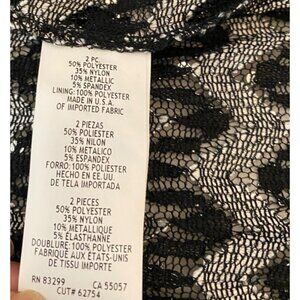 2 PC.
50% POLYESTER
35% NYLON
10% METALLIC
5% SPANDEX
LINING: 100% POLYESTER
MADE IN U.S.A.
OF IMPORTED FABRIC
2 PIEZAS
50% POLIESTER
35% NILON
10% METALICO
5% ESPANDEX
FORRO: 100% POLIESTER
HECHO EN EE.UU.
DE TELA IMPORTADA
2 PIECES
50% POLYESTER
35% NYLON
10% METALLIQUE
5% ÉLASTHANNE
DOUBLURE: 100% POLYESTER
FABRIQUÉ AUX ÉTATS-UNIS
DE TISSU IMPORTE
RN 83299 CA 55057
CUT# 62754